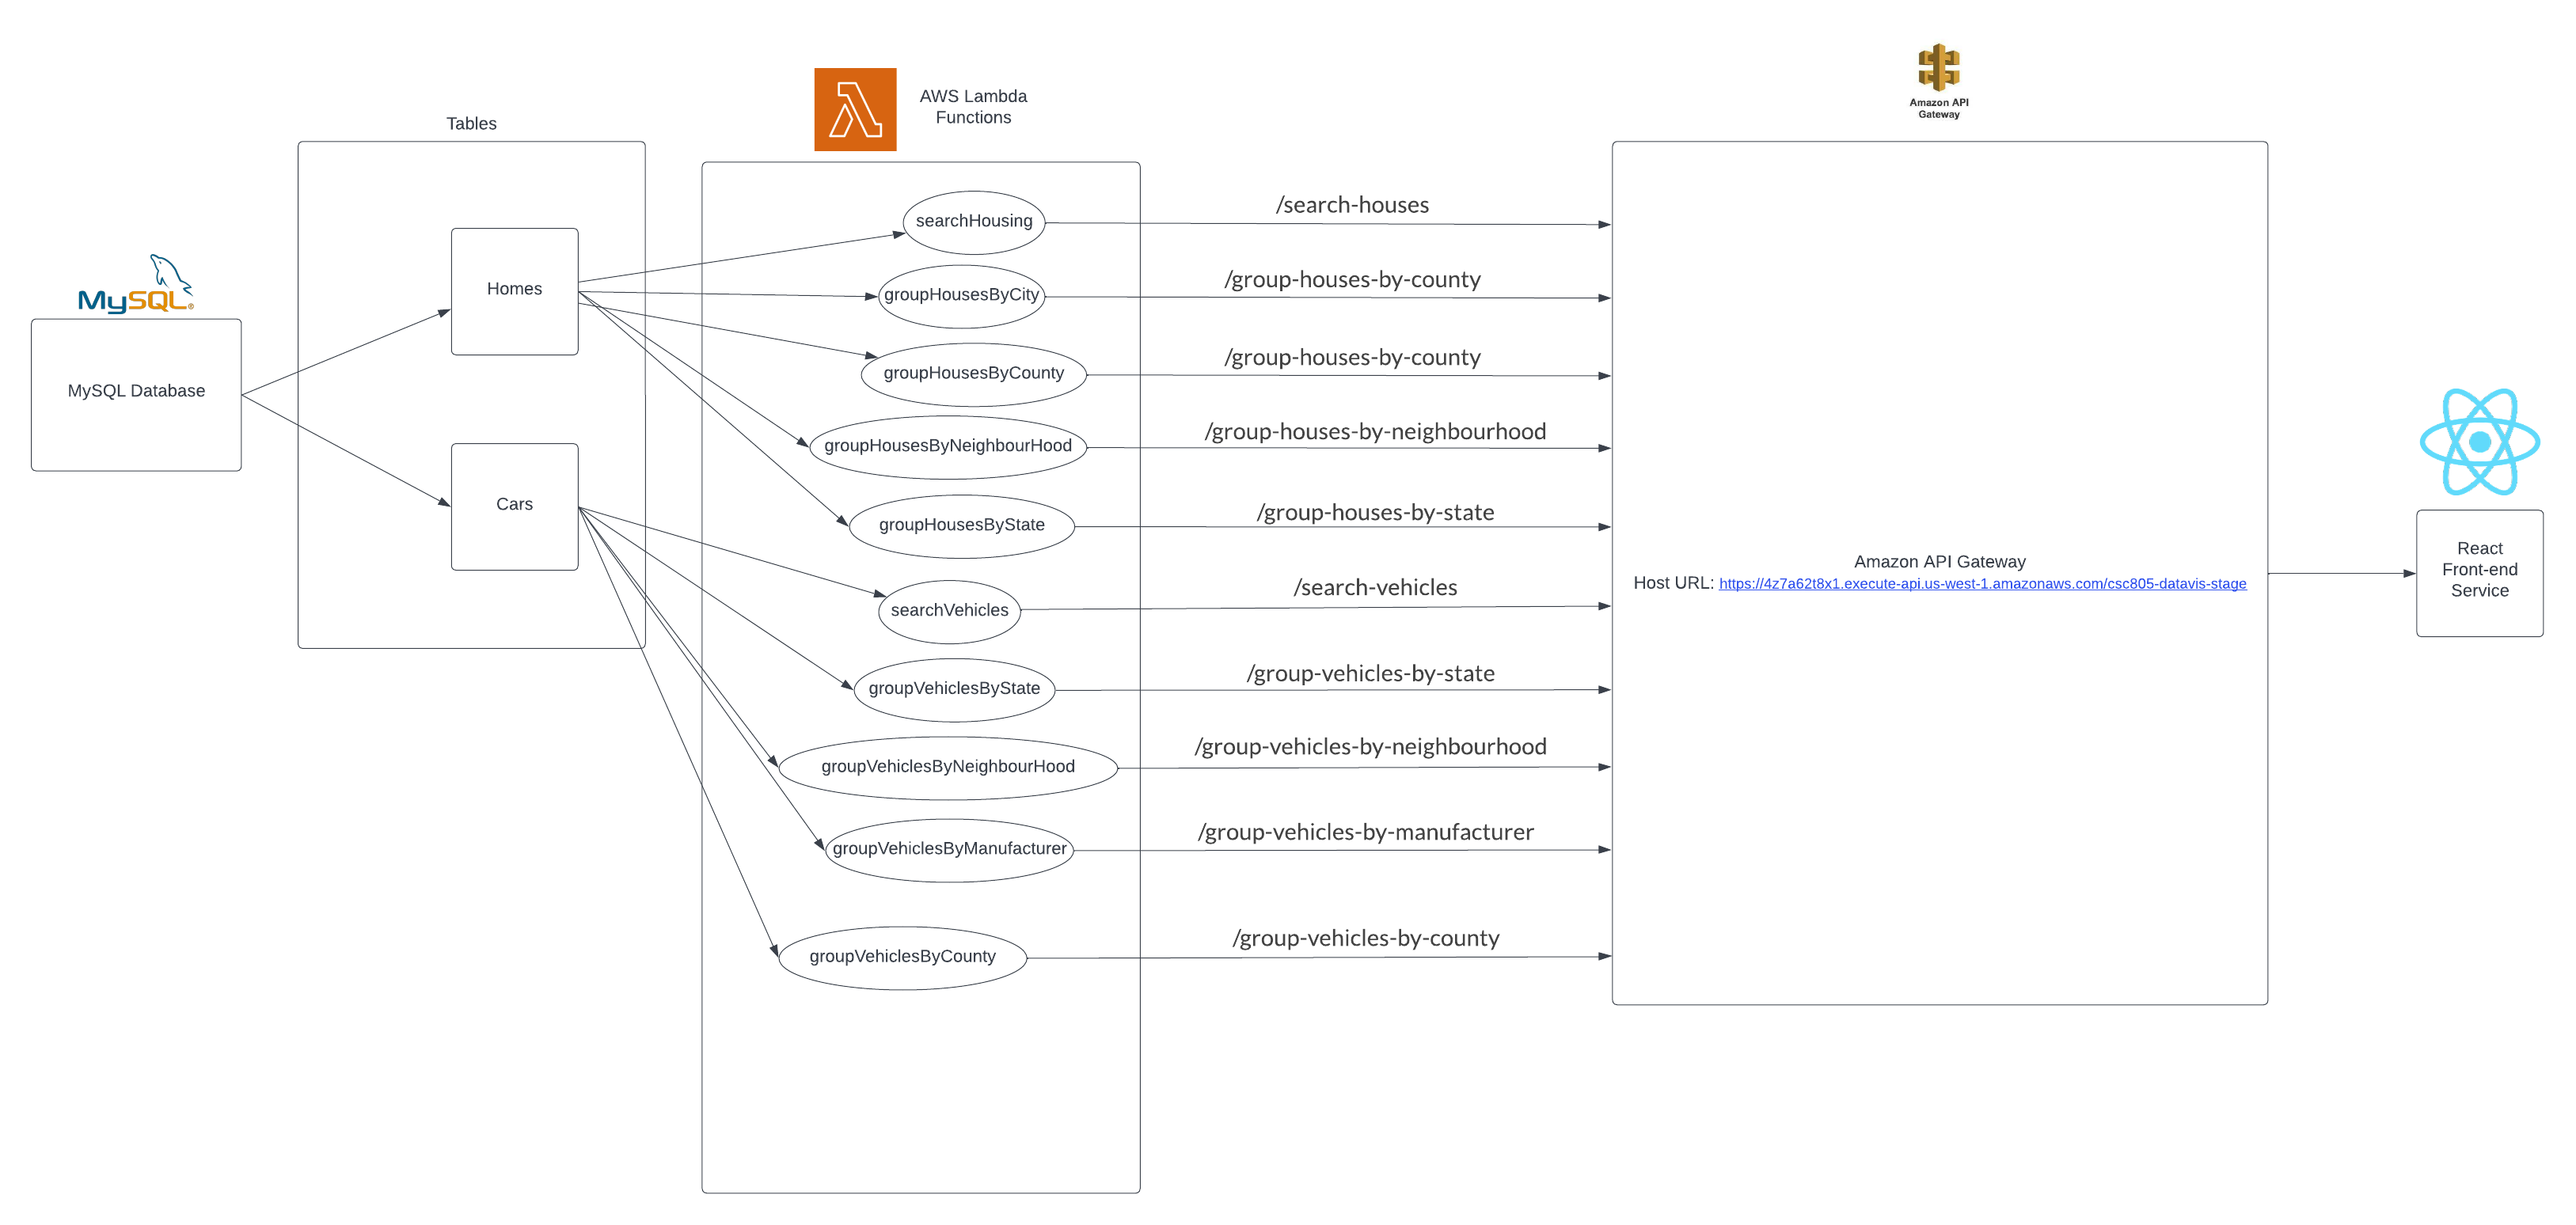 MySQL®
MySQL Database
Tables
Homes
Cars
AWS Lambda
Functions
searchHousing
groupHousesByCity
groupHousesByCounty
groupHousesByNeighbourHood
groupHousesByState
searchVehicles
groupVehiclesByState
groupVehiclesByNeighbourHood
groupVehiclesByManufacturer
groupVehiclesByCounty
/search-houses
/group-houses-by-county
/group-houses-by-county
/group-houses-by-neighbourhood
/group-houses-by-state
/search-vehicles
/group-vehicles-by-state
/group-vehicles-by-neighbourhood
/group-vehicles-by-manufacturer
/group-vehicles-by-county
Amazon API
Gateway
Amazon API Gateway
Host URL: https://4z7a62t8x1.execute-api.us-west-1.amazonaws.com/csc805-datavis-stage
React
Front-end
Service